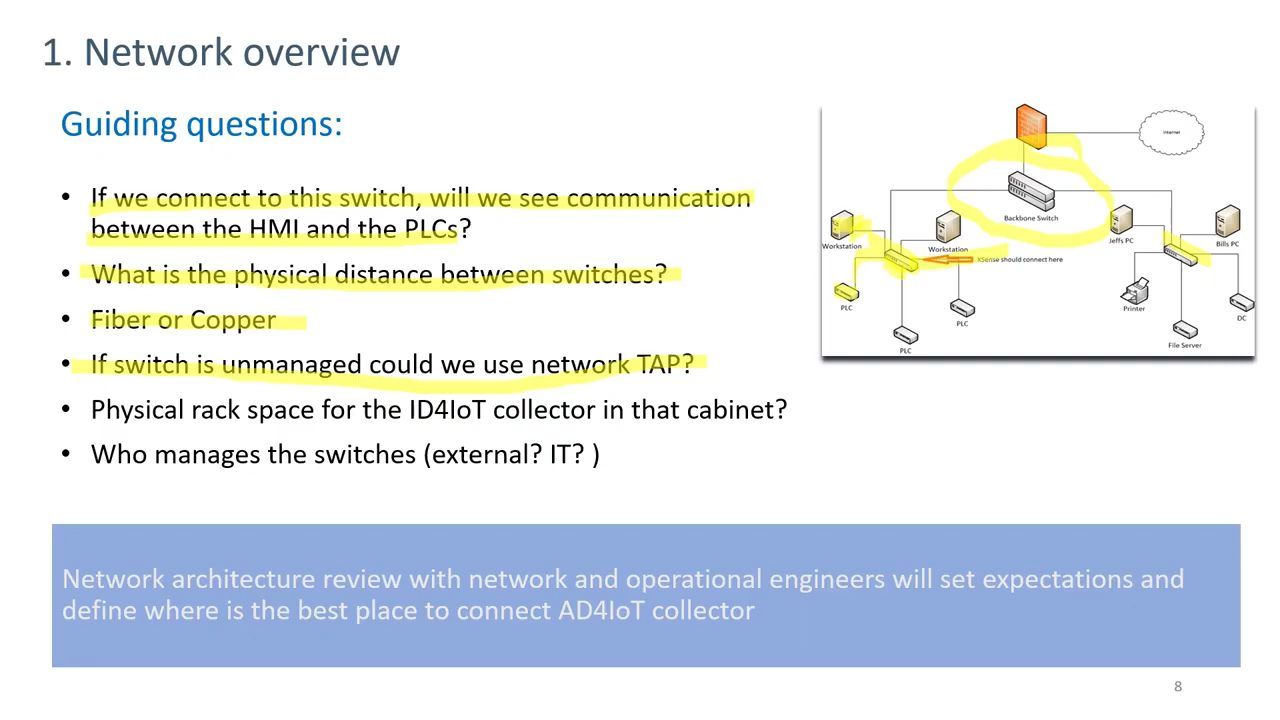 1. Network overview
Guiding questions:
• If we connect to this switch, will we see communication
between the HMI and the PLCs?
• What is the physical distance between switches?
• Fiber or Copper
• If switch is unmanaged could we use network TAP?
• Physical rack space for the ID4IoT collector in that cabinet?
• Who manages the switches (external? IT? )
Internet
Backbone Switch
Workstation
Workstation
Jeffs PC
Bills PC
XSense should connect here
PLC
PLC
PLC
Printer
File Server
DC
Network architecture review with network and operational engineers will set expectations and
define where is the best place to connect AD4IoT collector
8